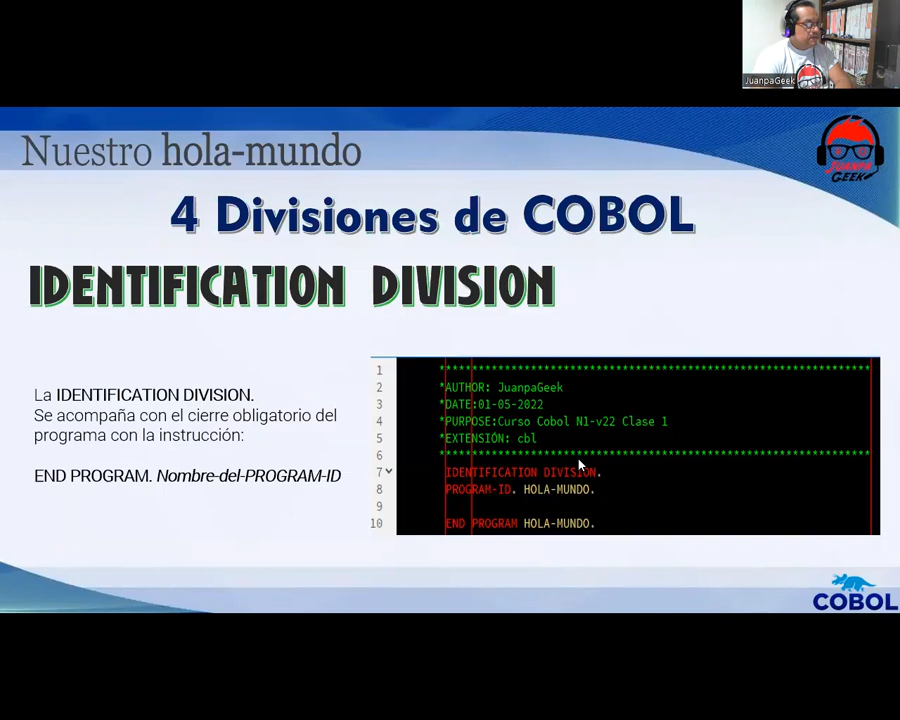 JuanpaGeek
Nuestro hola-mundo
JUANPA
GEEK
4 Divisiones de COBOL
IDENTIFICATION DIVISION
La IDENTIFICATION DIVISION.
Se acompaña con el cierre obligatorio del
programa con la instrucción:
END PROGRAM. Nombre-del-PROGRAM-ID
1 ********************************************************************
2 *AUTHOR: JuanpaGeek
3 *DATE:01-05-2022
4 *PURPOSE:Curso Cobol N1-v22 Clase 1
5 *EXTENSIÓN: cbl
6 ********************************************************************
7 IDENTIFICATION DIVISION.
8 PROGRAM-ID. HOLA-MUNDO.
9
10 END PROGRAM HOLA-MUNDO.
COBOL